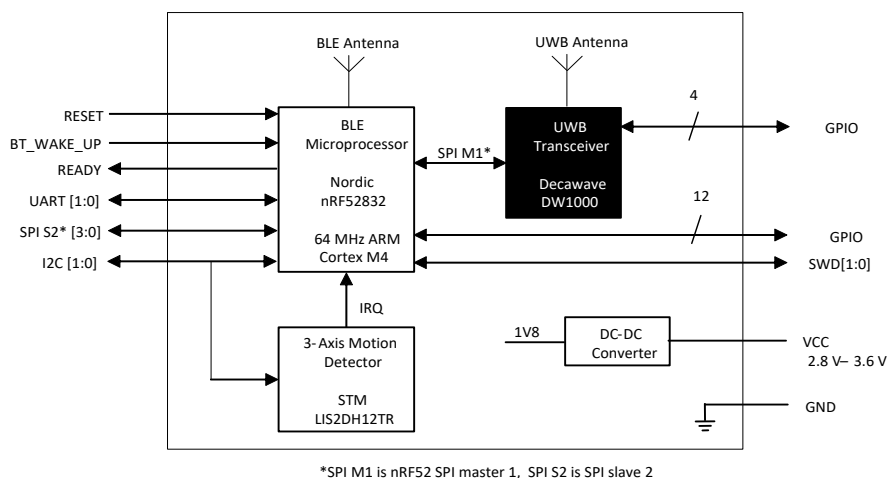 BLE Antenna
UWB Antenna
RESET
BT_WAKE_UP
READY
UART [1:0]
SPI S2* [3:0]
I2C [1:0]
BLE
Microprocessor
Nordic
nRF52832
64 MHz ARM
Cortex M4
SPI M1*
UWB
Transceiver
Decawave
DW1000
4
GPIO
12
GPIO
SWD[1:0]
IRQ
3-Axis Motion
Detector
STM
LIS2DH12TR
1V8
DC-DC
Converter
VCC
2.8 V– 3.6 V
GND
*SPI M1 is nRF52 SPI master 1, SPI S2 is SPI slave 2